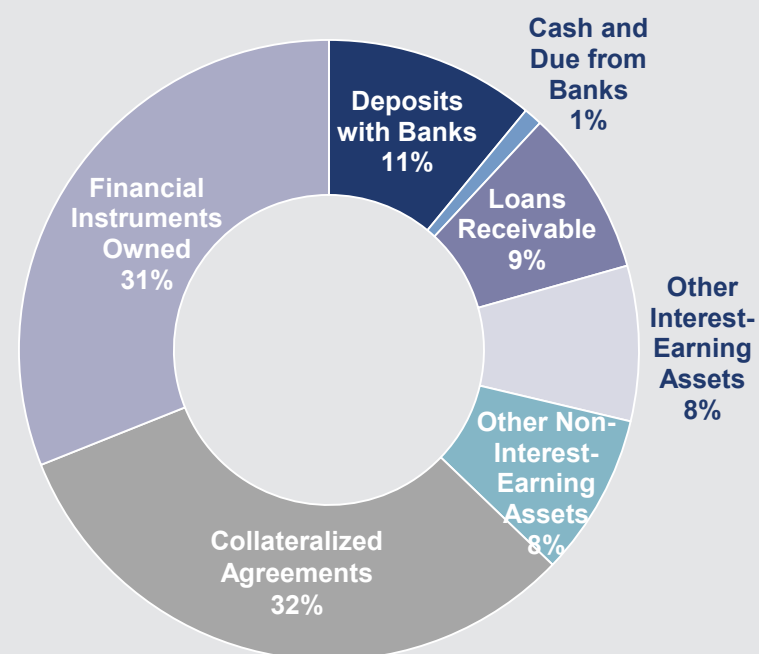 Cash and
Due from
Banks
1%
Deposits
with Banks
11%
Loans
Receivable
9%
Other
Interest-
Earning
Assets
8%
Other Non-
Interest-
Earning
Assets
8%
Collateralized
Agreements
32%
Financial
Instruments
Owned
31%